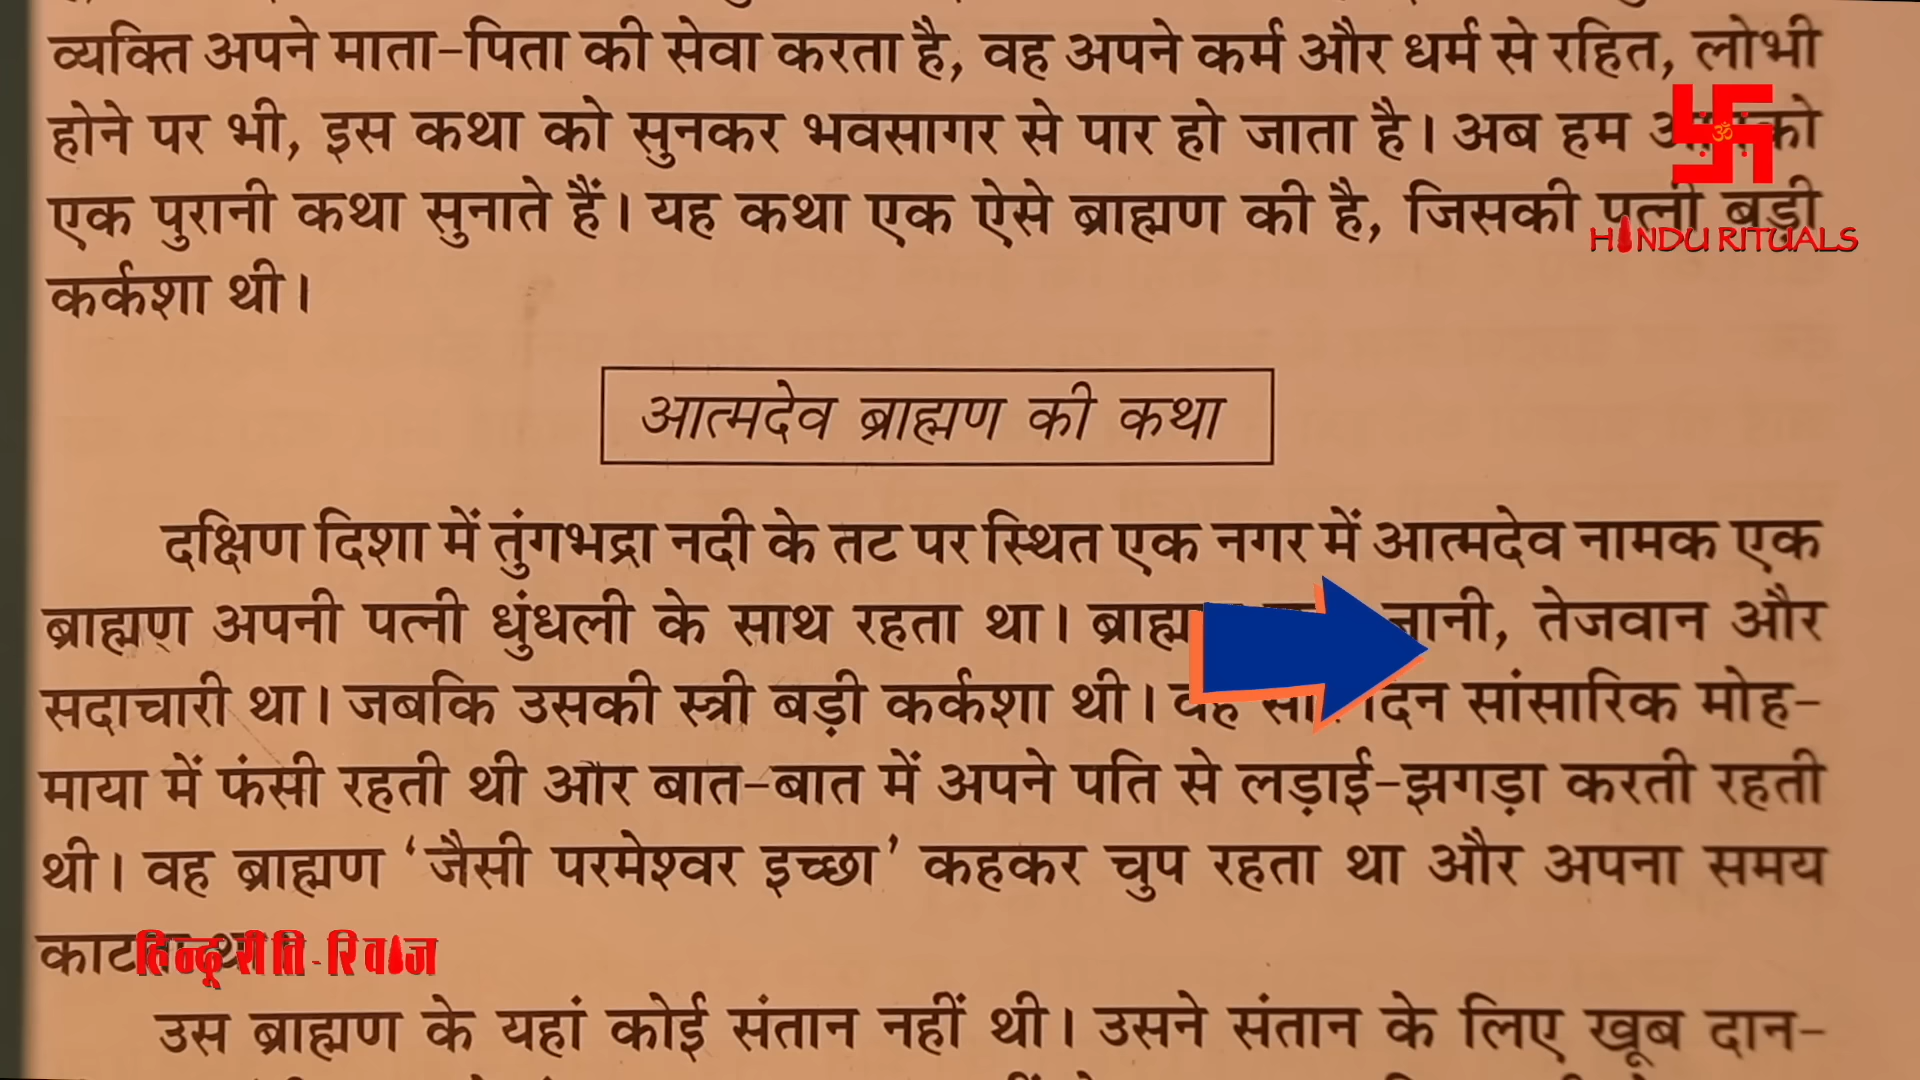 व्यक्ति अपने माता-पिता की सेवा करता है, वह अपने कर्म और धर्म से रहित, लोभी
होने पर भी, इस कथा को सुनकर भवसागर से पार हो जाता है। अब हम
एक पुरानी कथा सुनाते हैं। यह कथा एक ऐसे ब्राह्मण की है, जिसकी पत्नी बड़ी
HINDU RITUALS
कर्कशा थी।
आत्मदेव ब्राह्मण की कथा
दक्षिण दिशा में तुंगभद्रा नदी के तट पर स्थित एक नगर में आत्मदेव नामक एक
ब्राह्मण अपनी पत्नी धुंधली के साथ रहता था। तेजवान और
सदाचारी था। जबकि उसकी स्त्री बड़ी कर्कशा थी। वह सांसारिक मोह-
माया में फंसी रहती थी और बात-बात में अपने पति से लड़ाई-झगड़ा करती रहती
थी। वह ब्राह्मण ‘जैसी परमेश्वर इच्छा’ कहकर चुप रहता था और अपना समय
हिन्दू रीति-रिवाज
उस ब्राह्मण के यहां कोई संतान नहीं थी। उसने संतान के लिए खूब दान-